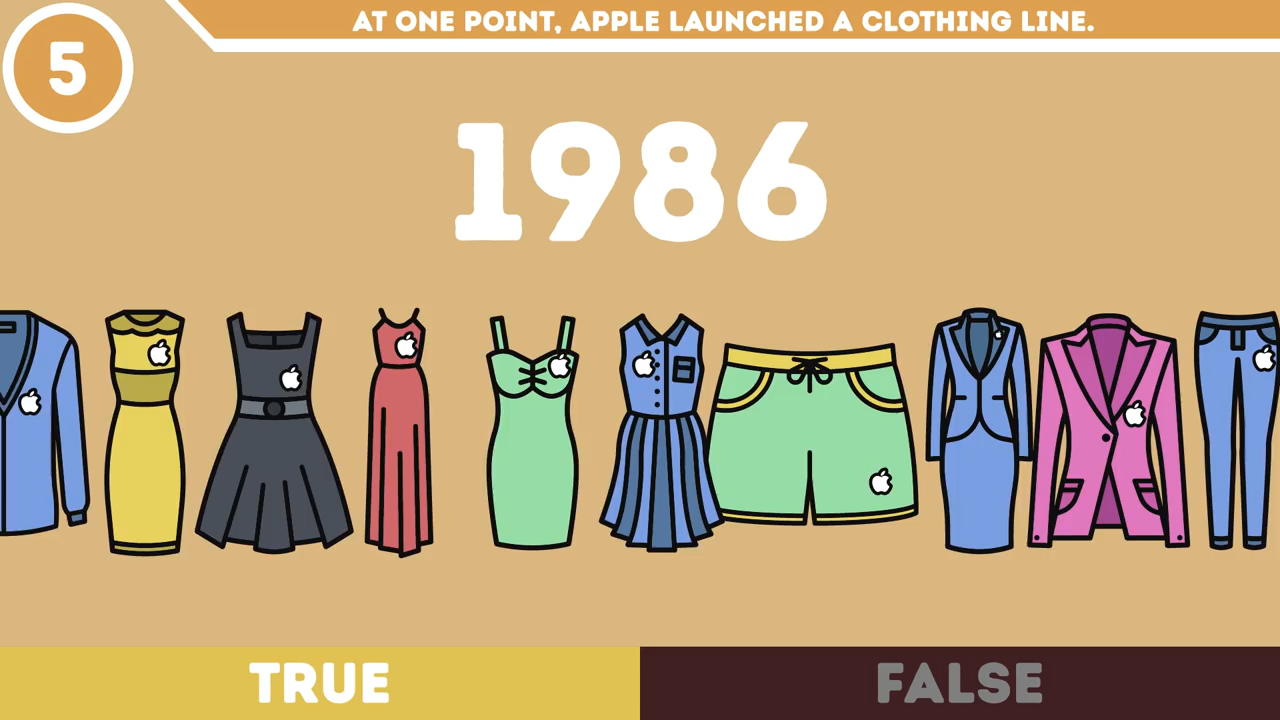 AT ONE POINT, APPLE LAUNCHED A CLOTHING LINE.
5
1986
TRUE
FALSE